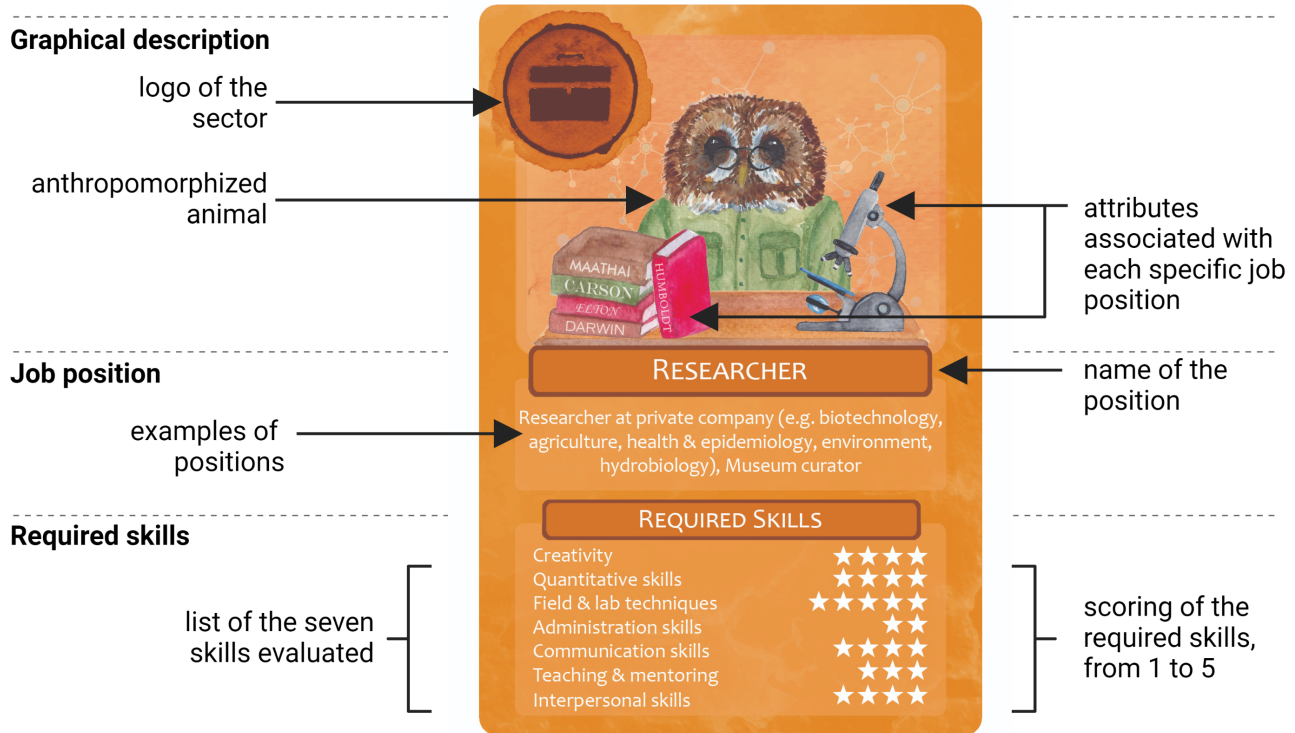 Graphical description
logo of the
sector
anthropomorphized
animal
attributes
associated with
each specific job
position
MAATHAI
CARSON
ELTON
DARWIN
HUMBOLDT
Job position
RESEARCHER
name of the
position
examples of
positions
Researcher at private company (e.g. biotechnology,
agriculture, health & epidemiology, environment,
hydrobiology), Museum curator
Required skills
REQUIRED SKILLS
list of the seven
skills evaluated
Creativity
Quantitative skills
Field & lab techniques
Administration skills
Communication skills
Teaching & mentoring
Interpersonal skills
scoring of the
required skills,
from 1 to 5